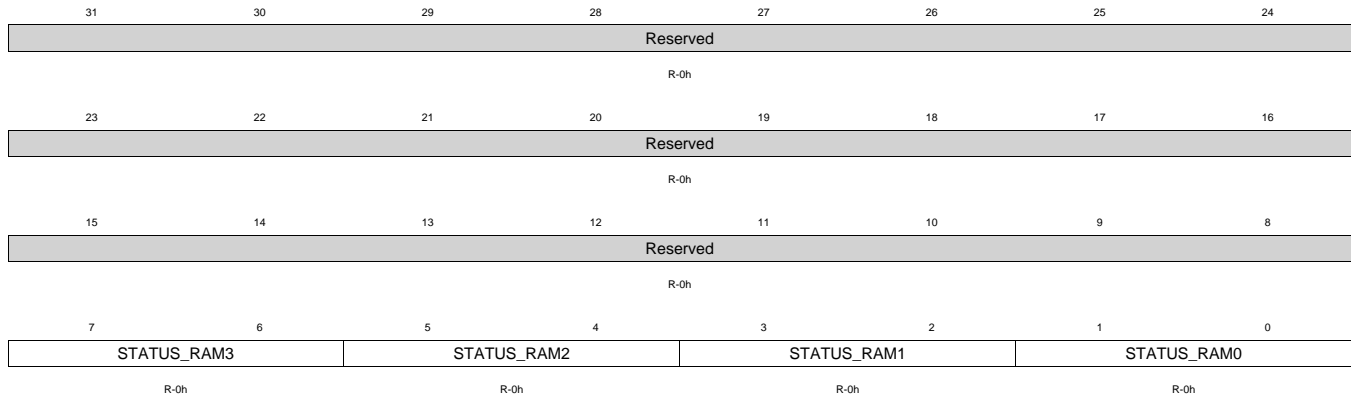 31 30 29 28 27 26 25 24
Reserved
R-0h
23 22 21 20 19 18 17 16
Reserved
R-0h
15 14 13 12 11 10 9 8
Reserved
R-0h
7 6 5 4 3 2 1 0
STATUS_RAM3 STATUS_RAM2 STATUS_RAM1 STATUS_RAM0
R-0h R-0h R-0h R-0h